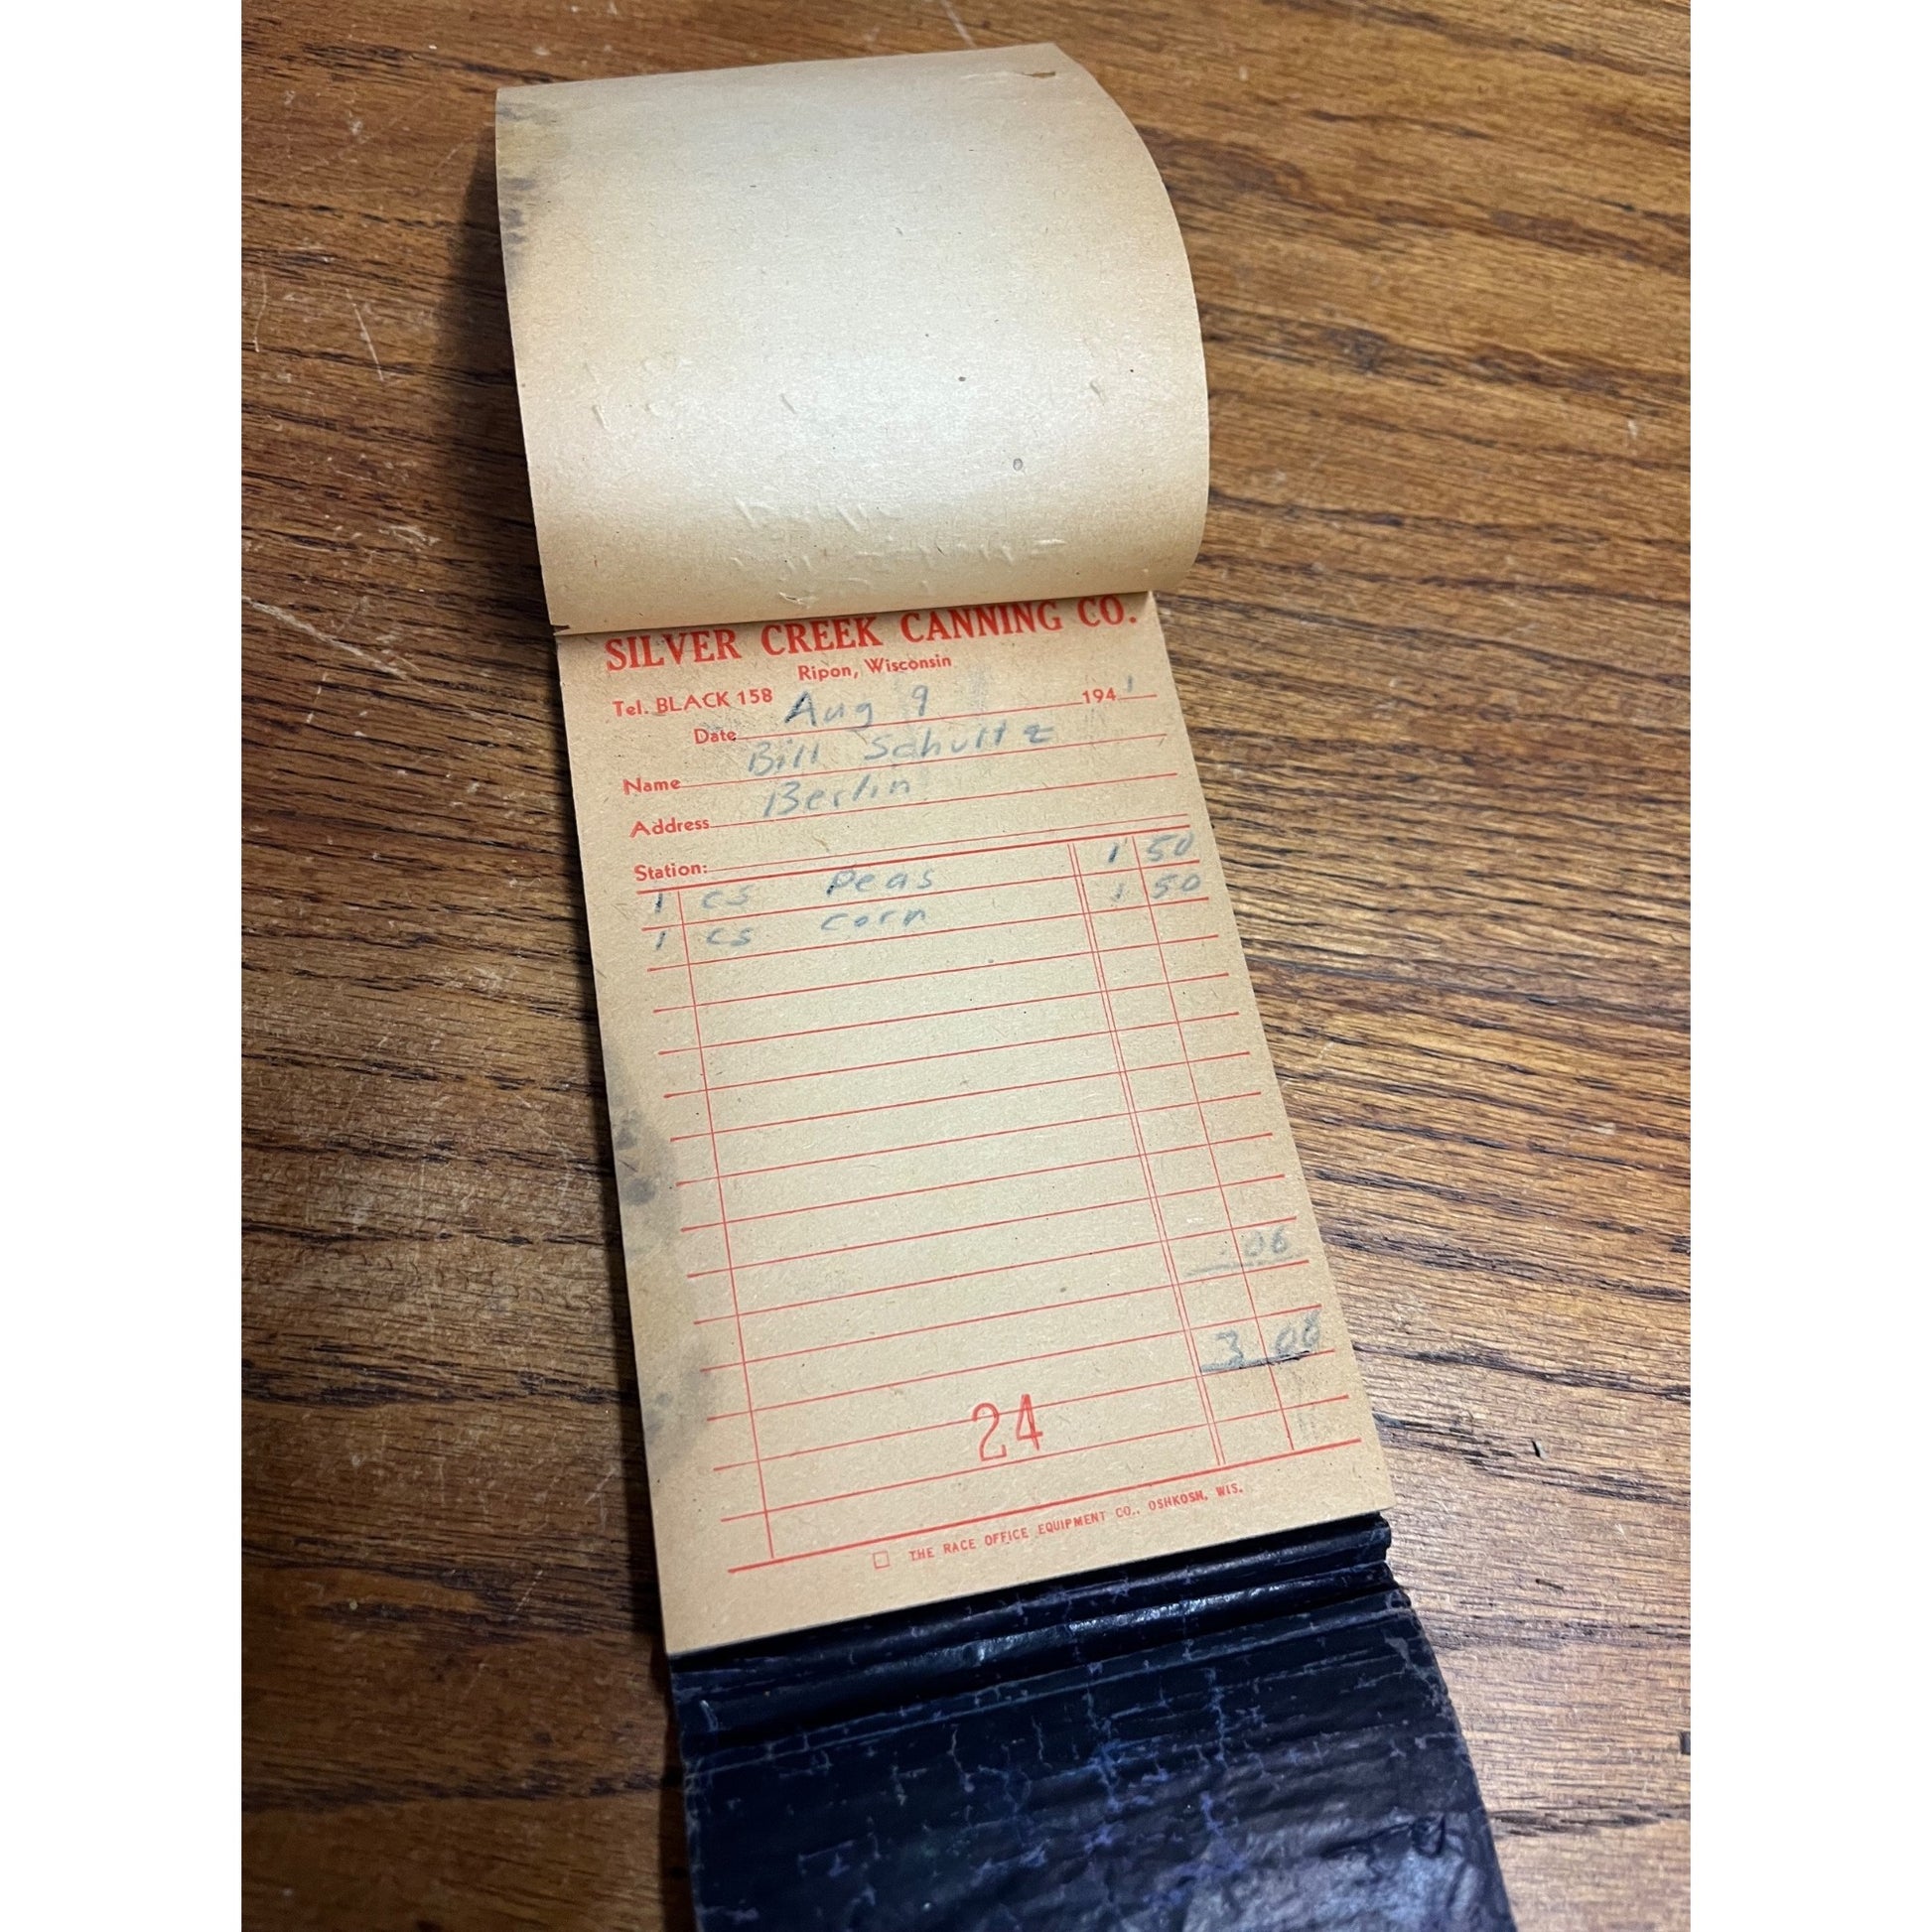 SILVER CREEK CANNING CO.
Ripon, Wisconsin
Tel. BLACK 158
Date Aug 9 1941
Name Bill Schultz
Address Berlin
Station:
1 cs Peas 1 50
1 cs corn 1 50
.06
3 06
24
THE RACE OFFICE EQUIPMENT CO., OSHKOSH, WIS.